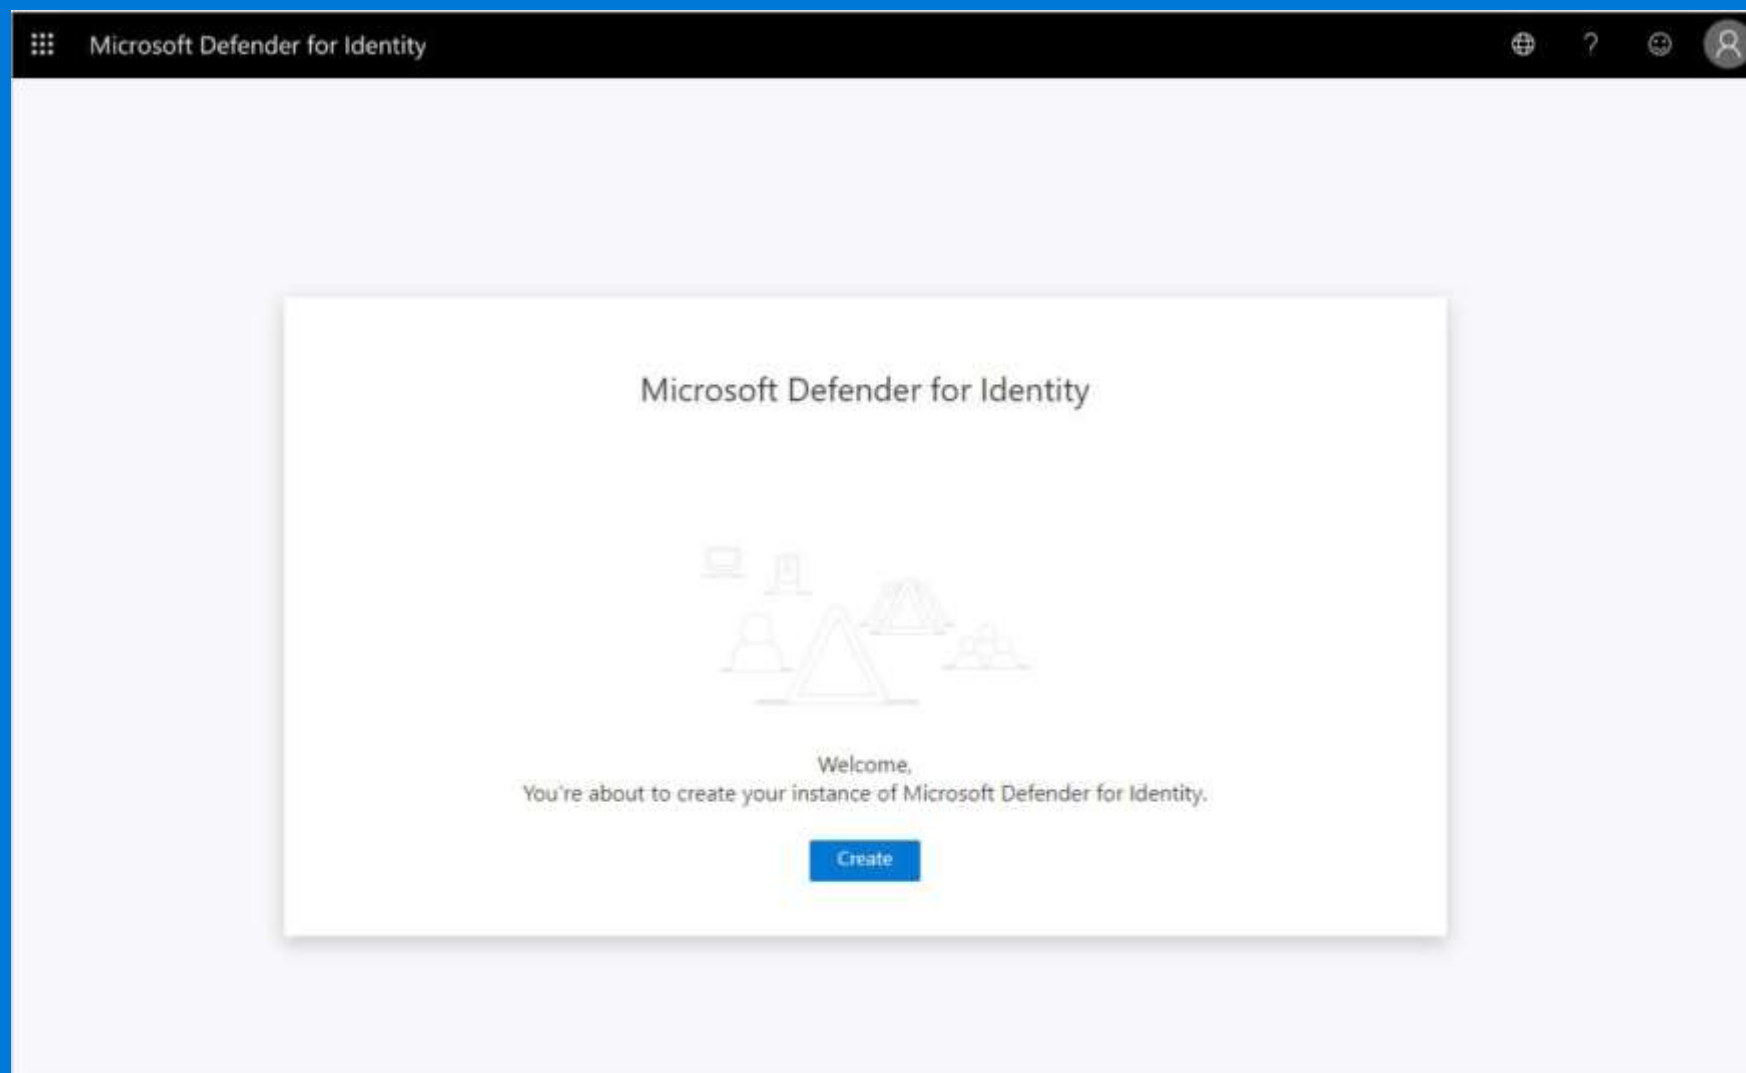 Microsoft Defender for Identity
?
Microsoft Defender for Identity
Welcome,
You're about to create your instance of Microsoft Defender for Identity.
Create